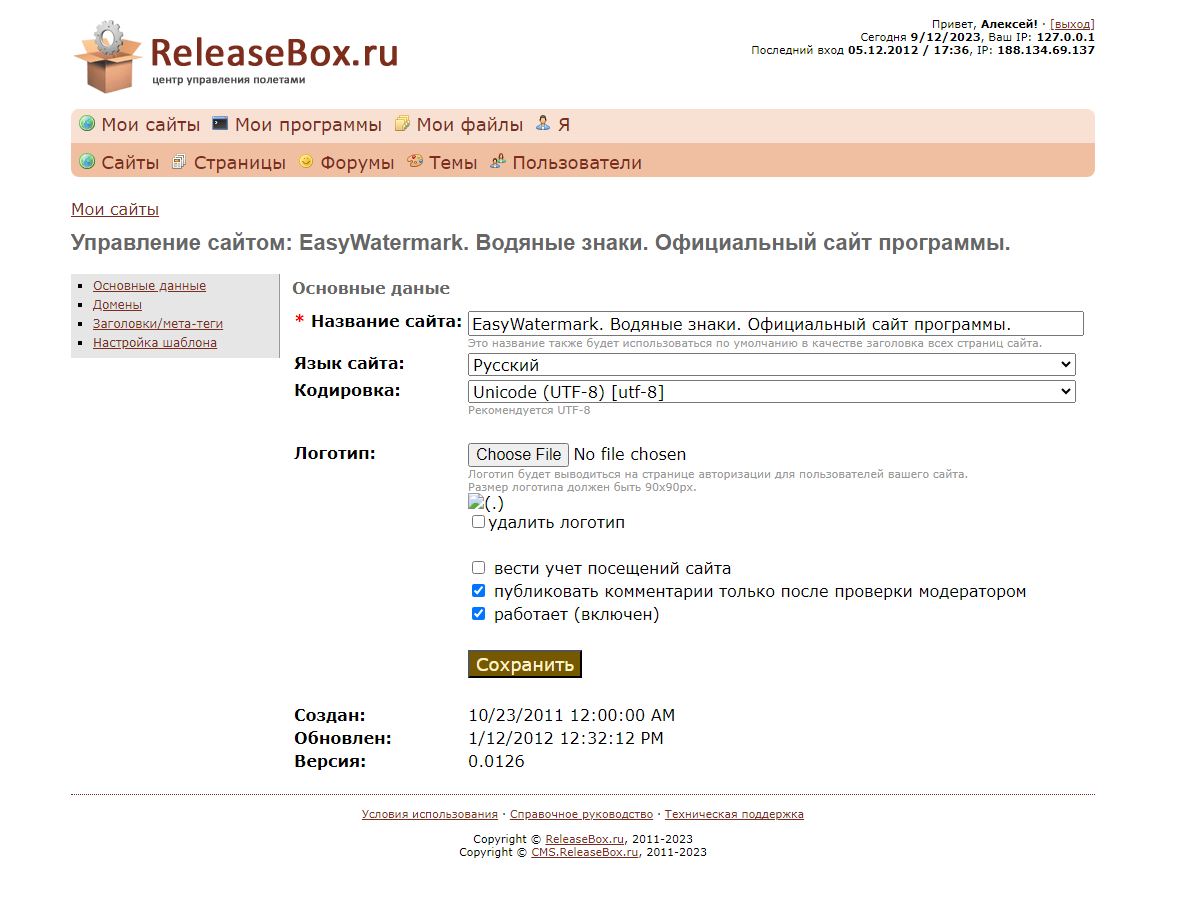 ReleaseBox.ru
центр управления полетами
Привет, Алексей! · [выход]
Сегодня 9/12/2023, Ваш IP: 127.0.0.1
Последний вход 05.12.2012 / 17:36, IP: 188.134.69.137
Мои сайты Мои программы Мои файлы Я
Сайты Страницы Форумы Темы Пользователи
Мои сайты
Управление сайтом: EasyWatermark. Водяные знаки. Официальный сайт программы.
Основные данные
Домены
Заголовки/мета-теги
Настройка шаблона
Основные даные
* Название сайта: EasyWatermark. Водяные знаки. Официальный сайт программы.
Это название также будет использоваться по умолчанию в качестве заголовка всех страниц сайта.
Язык сайта: Русский
Кодировка: Unicode (UTF-8) [utf-8]
Рекомендуется UTF-8
Логотип: Choose File No file chosen
Логотип будет выводиться на странице авторизации для пользователей вашего сайта.
Размер логотипа должен быть 90x90px.
(.)
удалить логотип
вести учет посещений сайта
публиковать комментарии только после проверки модератором
работает (включен)
Сохранить
Создан: 10/23/2011 12:00:00 AM
Обновлен: 1/12/2012 12:32:12 PM
Версия: 0.0126
Условия использования · Справочное руководство · Техническая поддержка
Copyright © ReleaseBox.ru, 2011-2023
Copyright © CMS.ReleaseBox.ru, 2011-2023